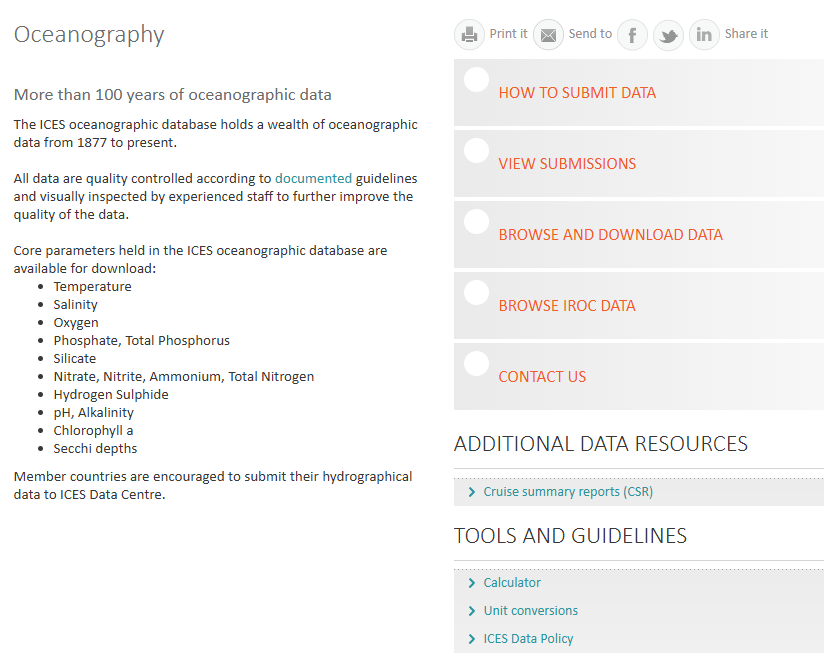 Oceanography
More than 100 years of oceanographic data
The ICES oceanographic database holds a wealth of oceanographic
data from 1877 to present.
All data are quality controlled according to documented guidelines
and visually inspected by experienced staff to further improve the
quality of the data.
Core parameters held in the ICES oceanographic database are
available for download:
• Temperature
• Salinity
• Oxygen
• Phosphate, Total Phosphorus
• Silicate
• Nitrate, Nitrite, Ammonium, Total Nitrogen
• Hydrogen Sulphide
• pH, Alkalinity
• Chlorophyll a
• Secchi depths
Member countries are encouraged to submit their hydrographical
data to ICES Data Centre.
Print it Send to f in Share it
HOW TO SUBMIT DATA
VIEW SUBMISSIONS
BROWSE AND DOWNLOAD DATA
BROWSE IROC DATA
CONTACT US
ADDITIONAL DATA RESOURCES
Cruise summary reports (CSR)
TOOLS AND GUIDELINES
Calculator
Unit conversions
ICES Data Policy